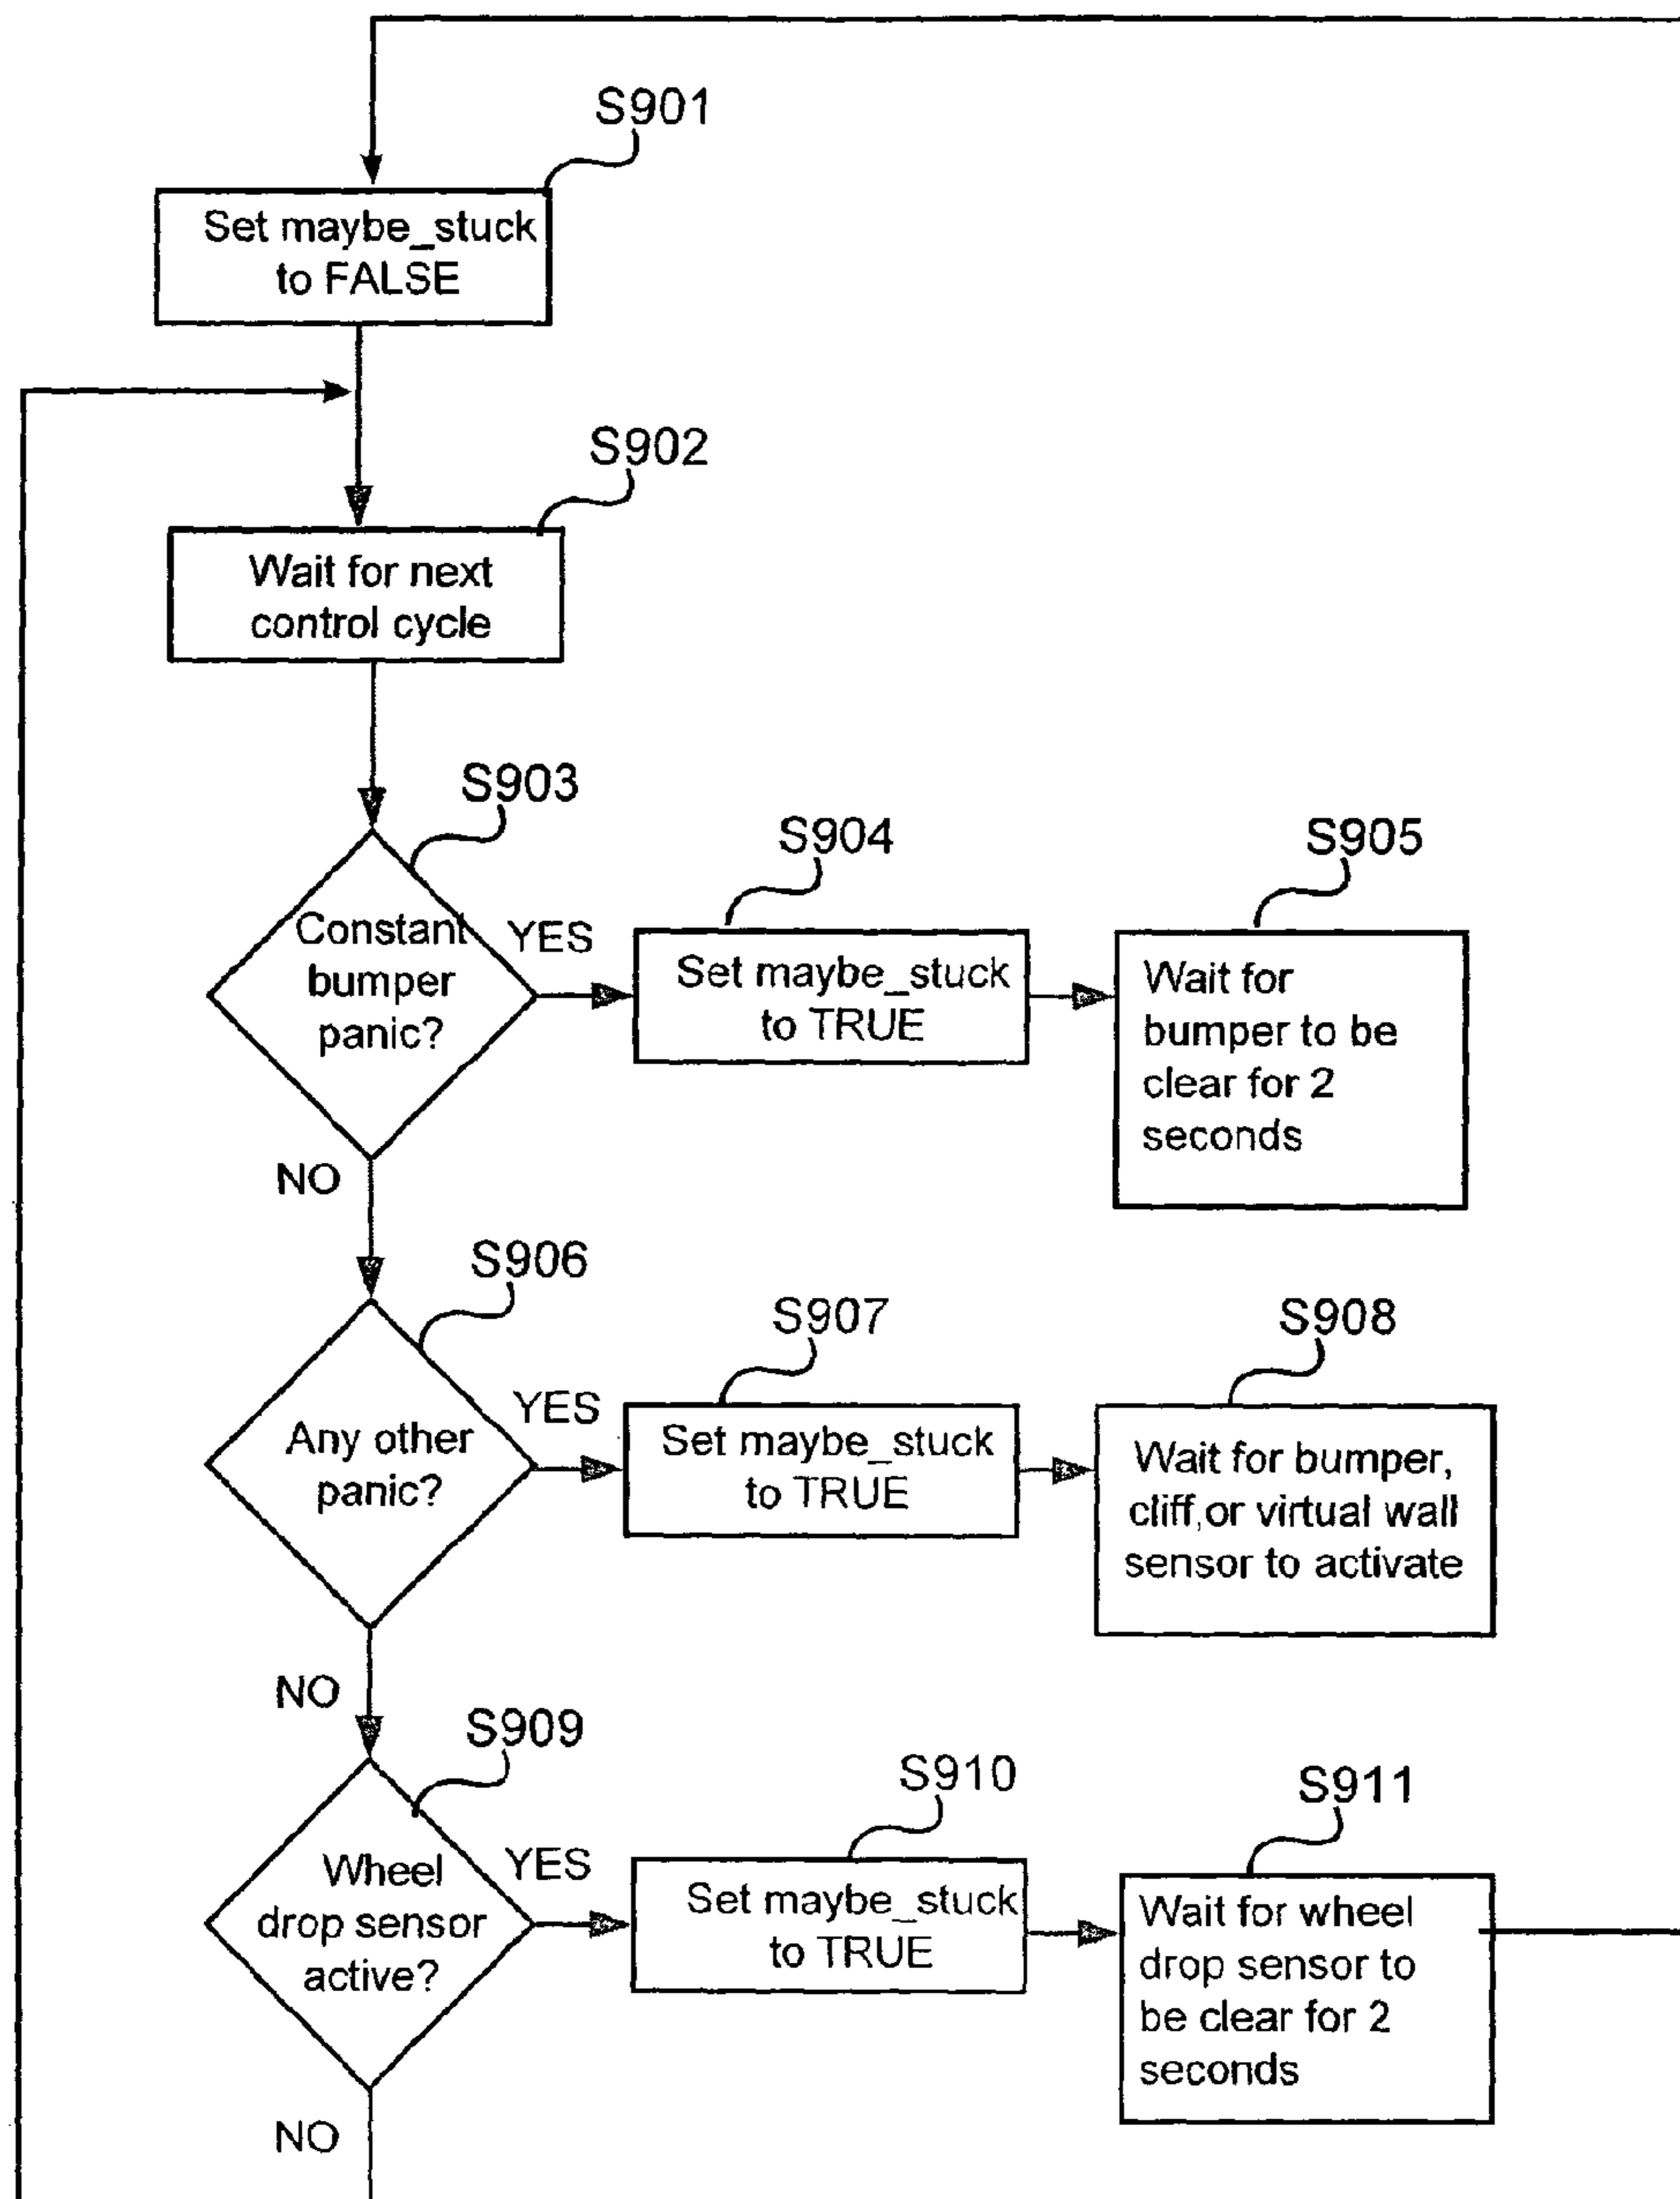 S901
Set maybe_stuck
to FALSE
S902
Wait for next
control cycle
S903
Constant
bumper
panic?
YES
NO
S904
Set maybe_stuck
to TRUE
S905
Wait for
bumper to be
clear for 2
seconds
S906
Any other
panic?
YES
NO
S907
Set maybe_stuck
to TRUE
S908
Wait for bumper,
cliff,or virtual wall
sensor to activate
S909
Wheel
drop sensor
active?
YES
NO
S910
Set maybe_stuck
to TRUE
S911
Wait for wheel
drop sensor to
be clear for 2
seconds